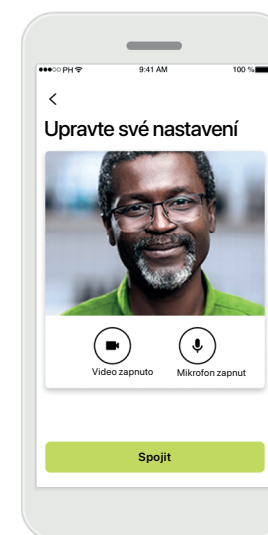 PH 9:41 AM 100 %
Upravte své nastavení
Video zapnuto Mikrofon zapnut
Spojit